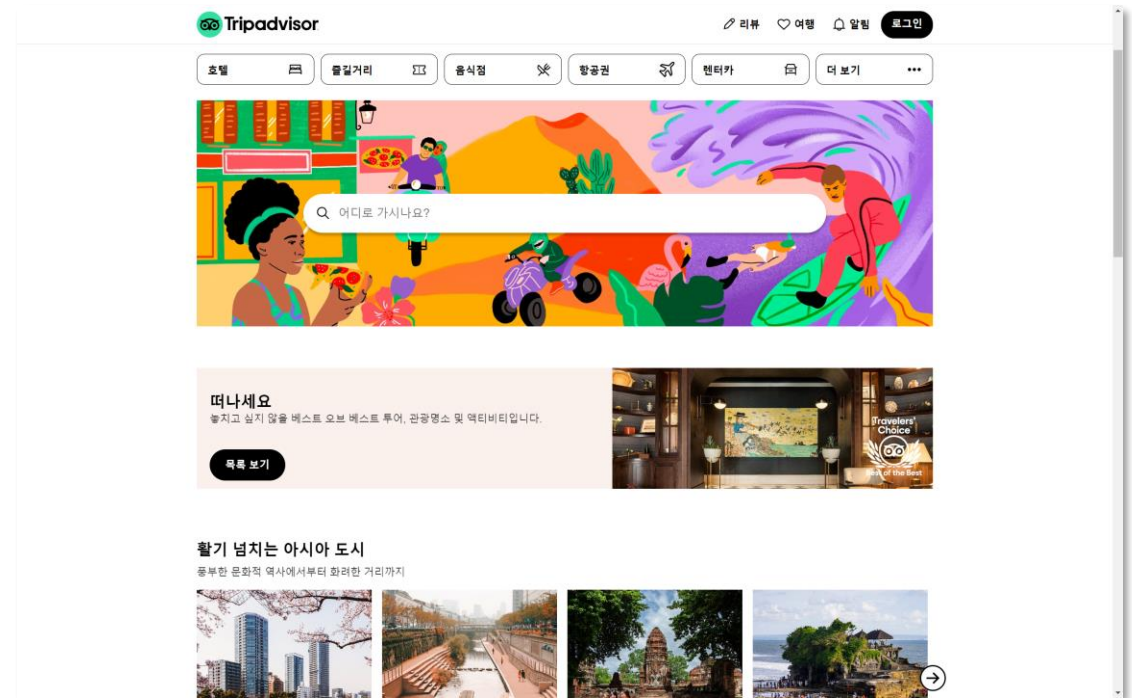 Tripadvisor
리뷰
여행
알림
로그인
호텔
즐길거리
음식점
항공권
렌터카
더 보기
어디로 가시나요?
떠나세요
놓치고 싶지 않을 베스트 오브 베스트 투어, 관광명소 및 액티비티입니다.
목록 보기
Travelers'
Choice
Best of the Best
활기 넘치는 아시아 도시
풍부한 문화적 역사에서부터 화려한 거리까지